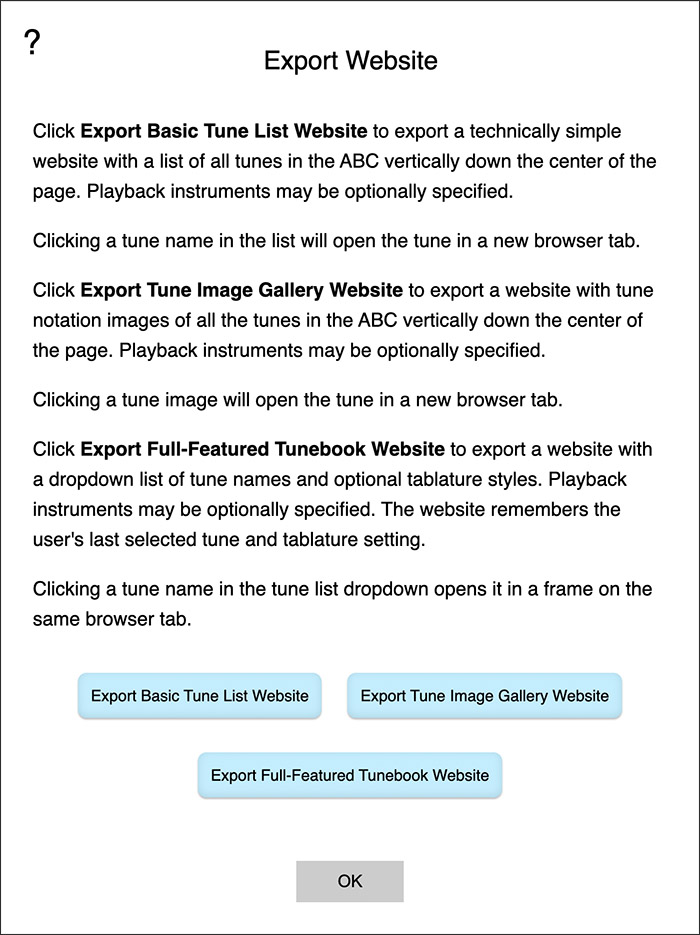 ?
Export Website
Click Export Basic Tune List Website to export a technically simple
website with a list of all tunes in the ABC vertically down the center of the
page. Playback instruments may be optionally specified.
Clicking a tune name in the list will open the tune in a new browser tab.
Click Export Tune Image Gallery Website to export a website with tune
notation images of all the tunes in the ABC vertically down the center of
the page. Playback instruments may be optionally specified.
Clicking a tune image will open the tune in a new browser tab.
Click Export Full-Featured Tunebook Website to export a website with
a dropdown list of tune names and optional tablature styles. Playback
instruments may be optionally specified. The website remembers the
user's last selected tune and tablature setting.
Clicking a tune name in the tune list dropdown opens it in a frame on the
same browser tab.
Export Basic Tune List Website
Export Tune Image Gallery Website
Export Full-Featured Tunebook Website
OK